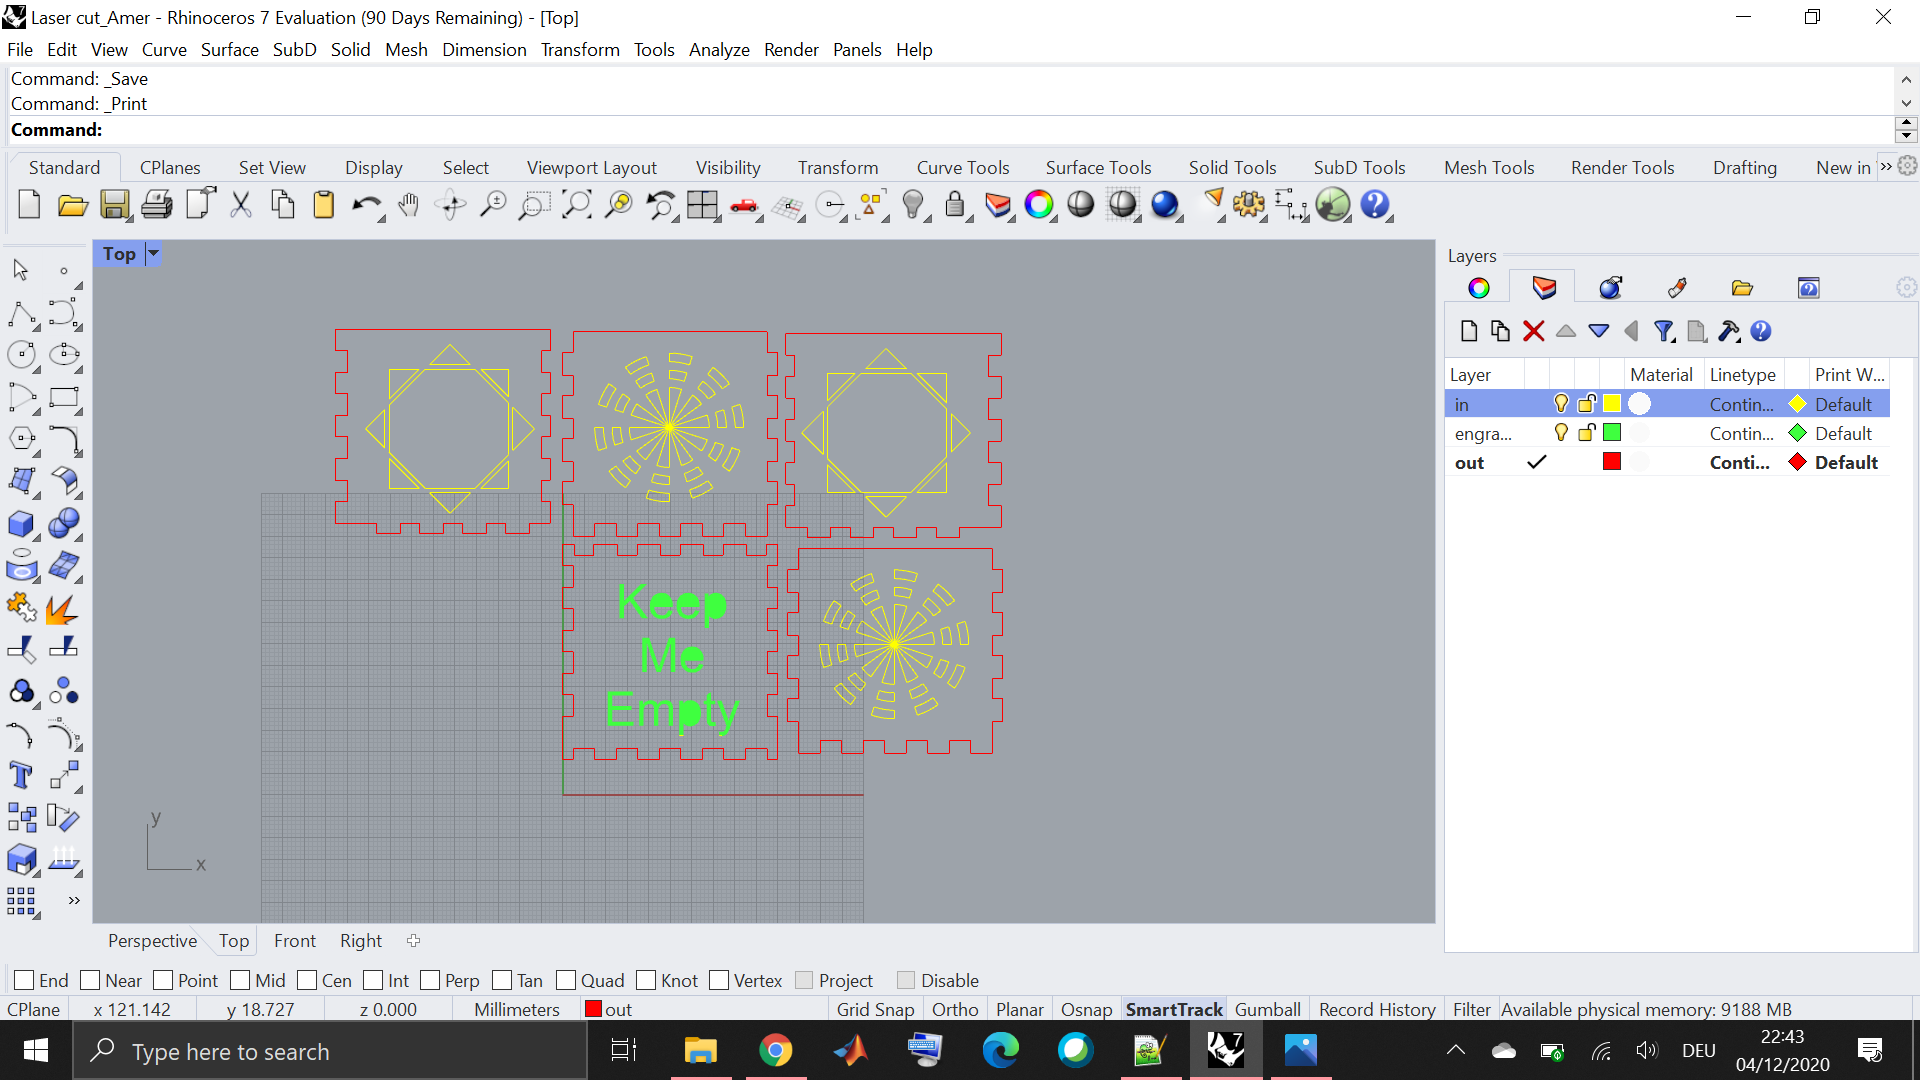 Laser cut_Amer - Rhinoceros 7 Evaluation (90 Days Remaining) - [Top]
File Edit View Curve Surface SubD Solid Mesh Dimension Transform Tools Analyze Render Panels Help
Command: _Save
Command: _Print
Command:
Standard CPlanes Set View Display Select Viewport Layout Visibility Transform Curve Tools Surface Tools Solid Tools SubD Tools Mesh Tools Render Tools Drafting New in
Top
Layers
Layer Material Linetype Print W...
in Contin... Default
engra... Contin... Default
out Conti... Default
Keep
Me
Empty
y
x
Perspective Top Front Right
End Near Point Mid Cen Int Perp Tan Quad Knot Vertex Project Disable
CPlane x 121.142 y 18.727 z 0.000 Millimeters out Grid Snap Ortho Planar Osnap SmartTrack Gumball Record History Filter Available physical memory: 9188 MB
Type here to search
DEU
22:43
04/12/2020